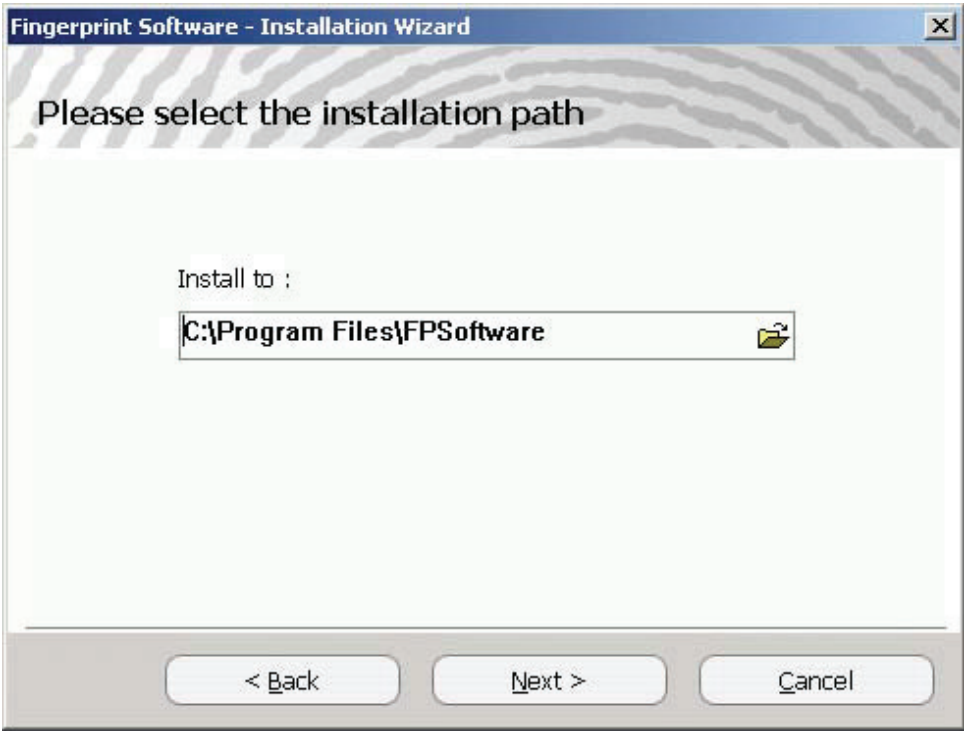 Fingerprint Software - Installation Wizard
Please select the installation path
Install to :
C:\Program Files\FPSoftware
< Back
Next >
Cancel